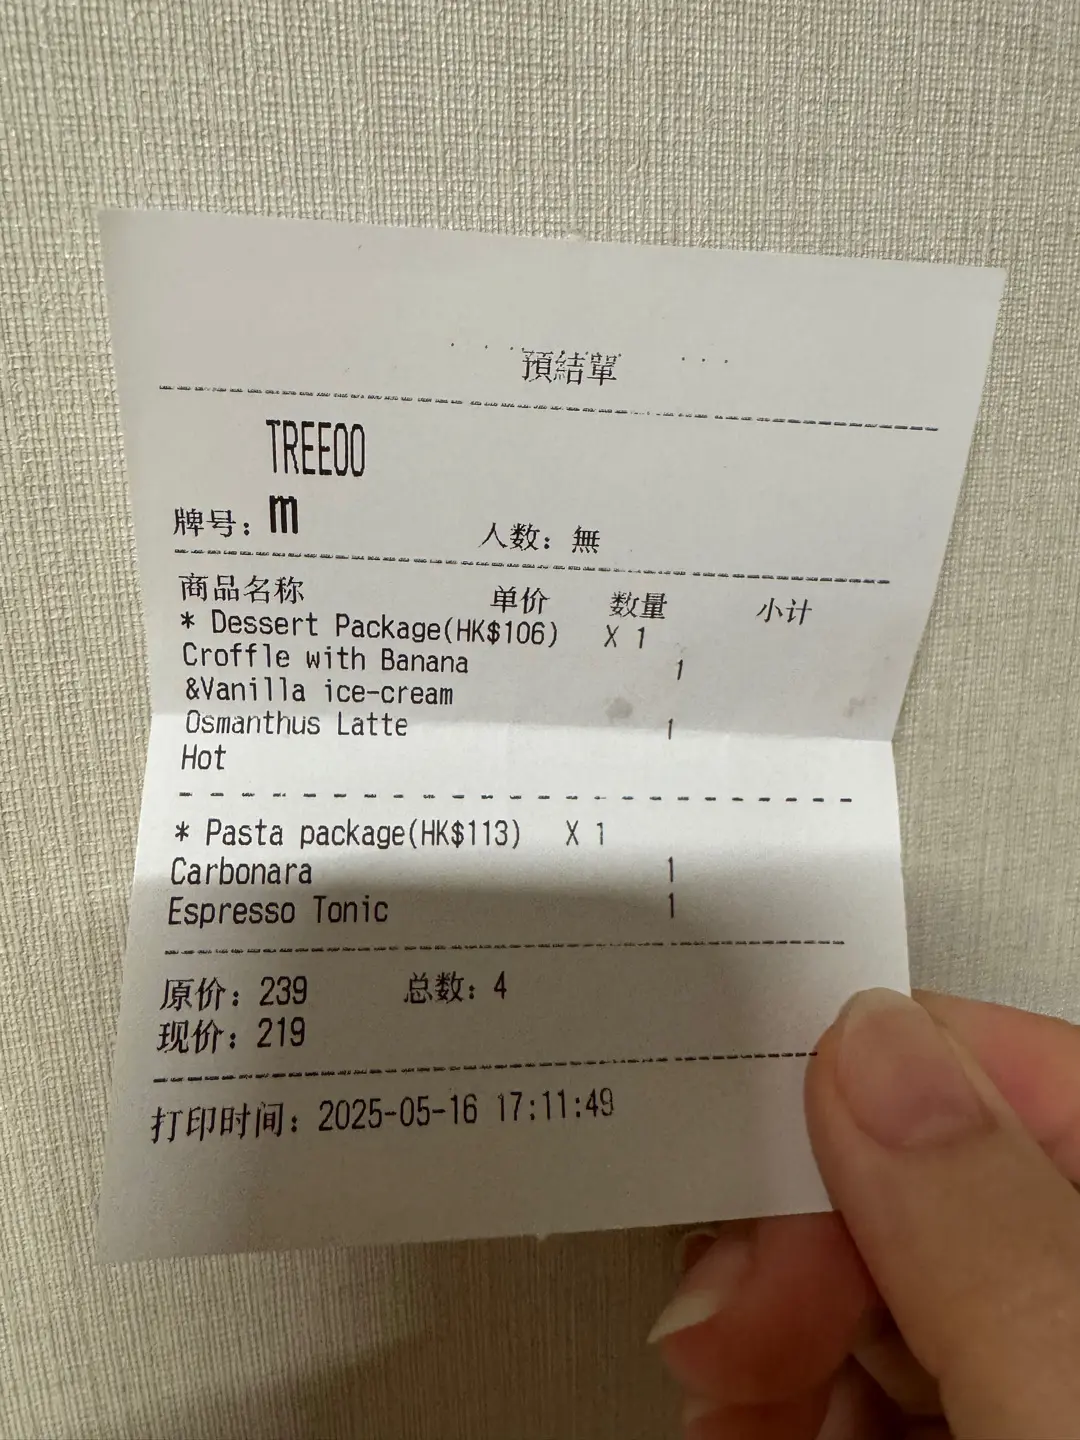 預結單
TREEOO
牌号：m 人数：無
商品名称 单价 数量 小计
* Dessert Package(HK$106) X 1
Croffle with Banana 1
&Vanilla ice-cream
Osmanthus Latte 1
Hot
* Pasta package(HK$113) X 1
Carbonara 1
Espresso Tonic 1
原价：239 总数：4
现价：219
打印时间：2025-05-16 17:11:49